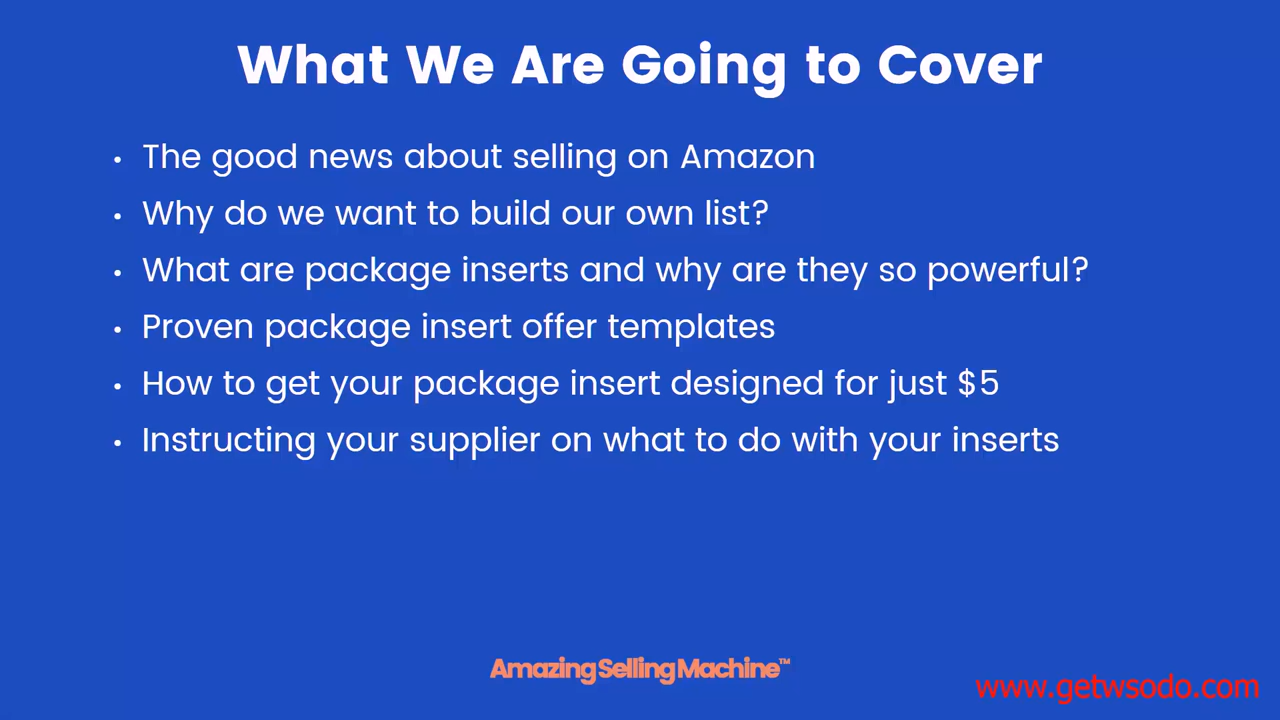 What We Are Going to Cover
• The good news about selling on Amazon
• Why do we want to build our own list?
• What are package inserts and why are they so powerful?
• Proven package insert offer templates
• How to get your package insert designed for just $5
• Instructing your supplier on what to do with your inserts
AmazingSellingMachine™
www.getwsodo.com